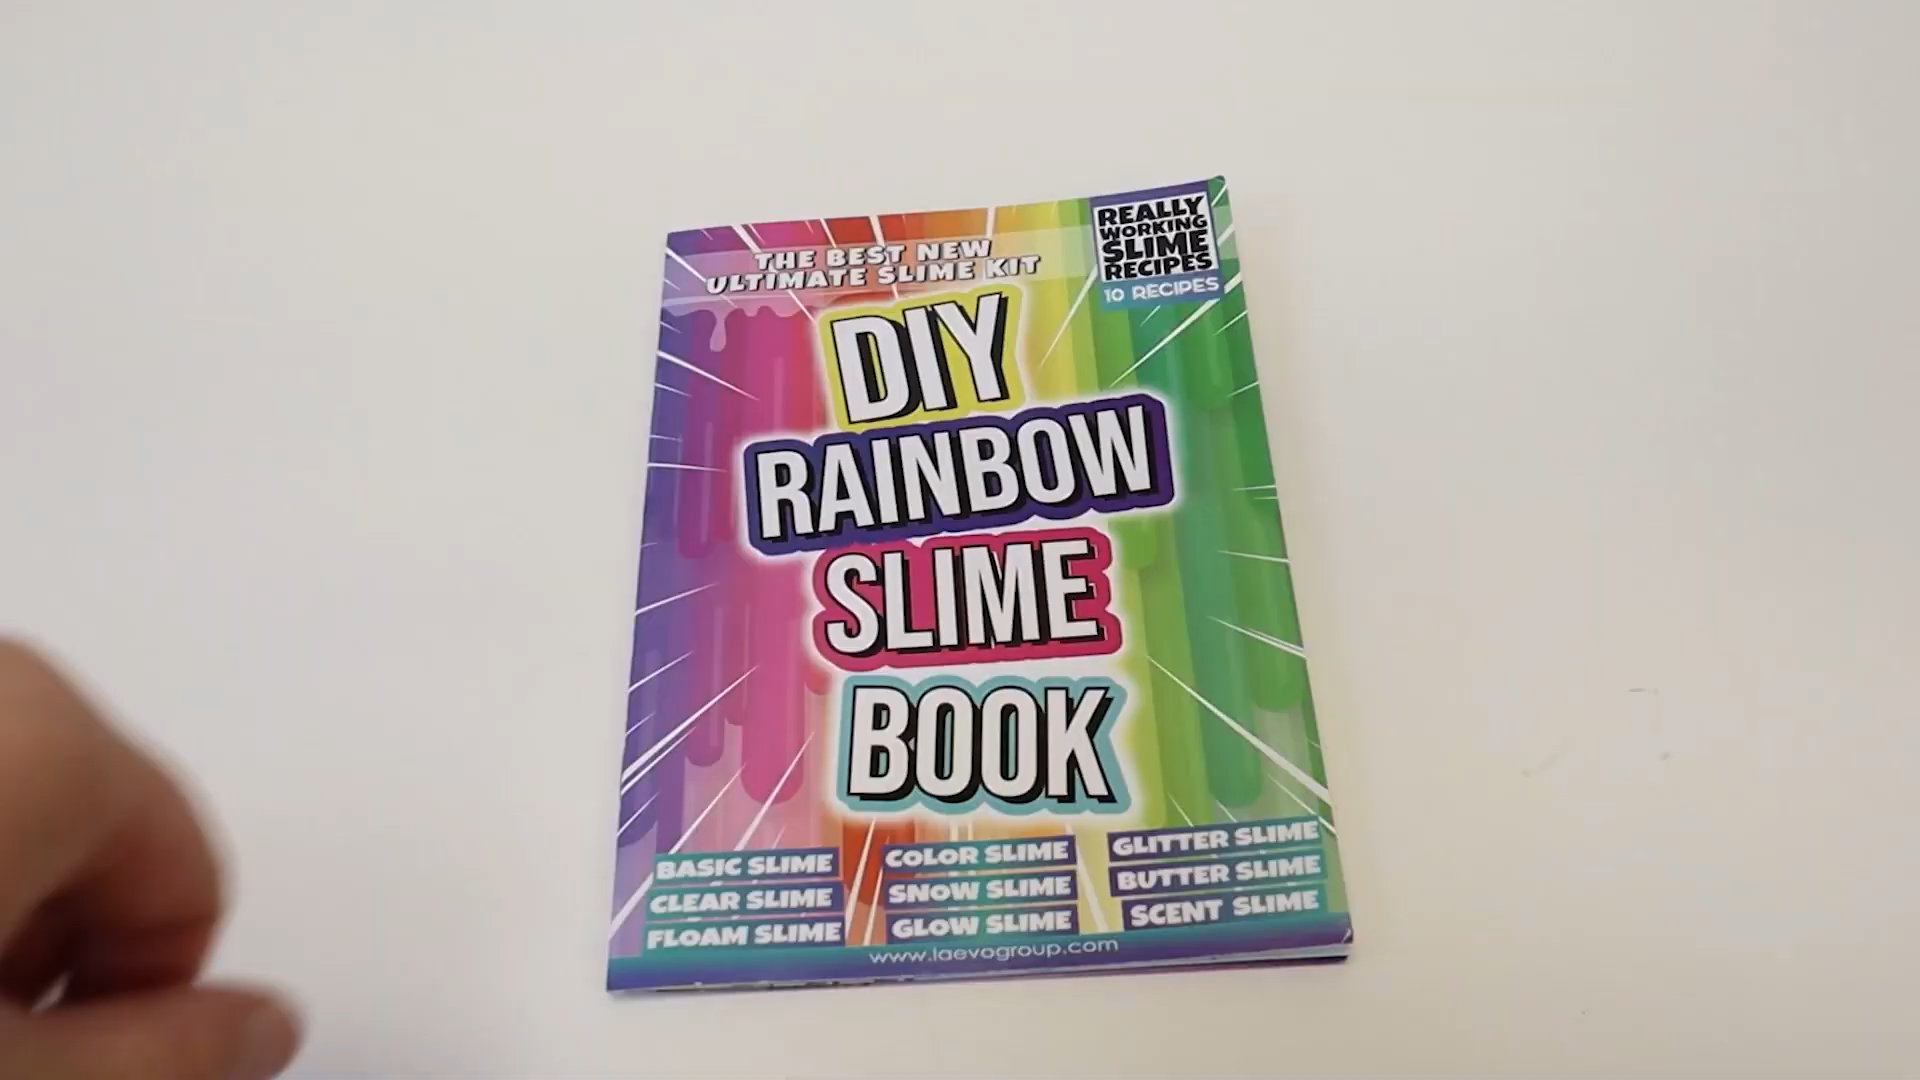 THE BEST NEW
ULTIMATE SLIME KIT
REALLY
WORKING
SLIME
RECIPES
10 RECIPES
DIY
RAINBOW
SLIME
BOOK
BASIC SLIME
CLEAR SLIME
FLOAM SLIME
COLOR SLIME
SNOW SLIME
GLOW SLIME
GLITTER SLIME
BUTTER SLIME
SCENT SLIME
www.laevogroup.com